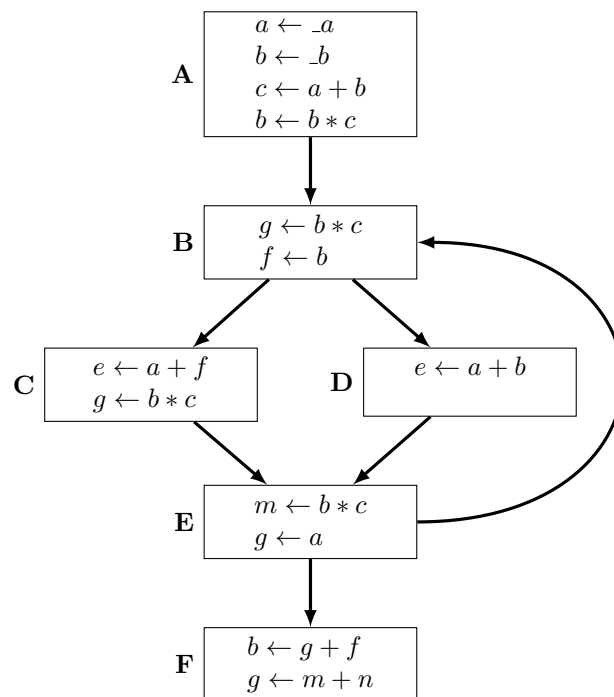 a ← _a
b ← _b
A
c ← a + b
b ← b ∗ c
g ← b ∗ c
B
f ← b
e ← a + f
C
g ← b ∗ c
e ← a + b
D
m ← b ∗ c
E
g ← a
b ← g + f
F
g ← m + n